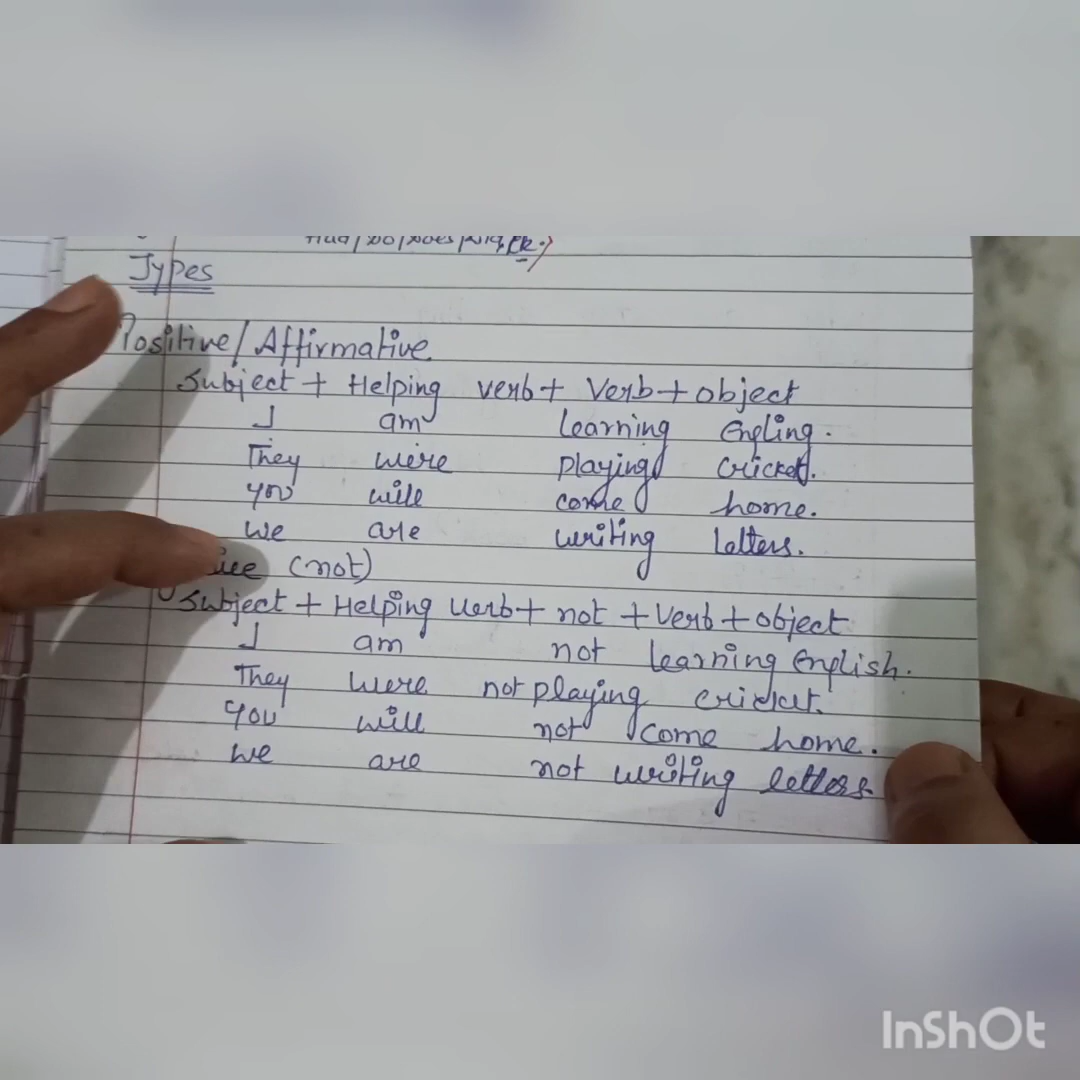 Types
Positive/Affirmative
Subject + Helping verb + Verb + object
I am learning Engling.
They were playing cricket.
you will come home.
we are writing letters.
(not)
Subject + Helping verb + not + verb + object
I am not learning English.
They were not playing cricket.
you will not come home.
we are not writing letters.
InShOt